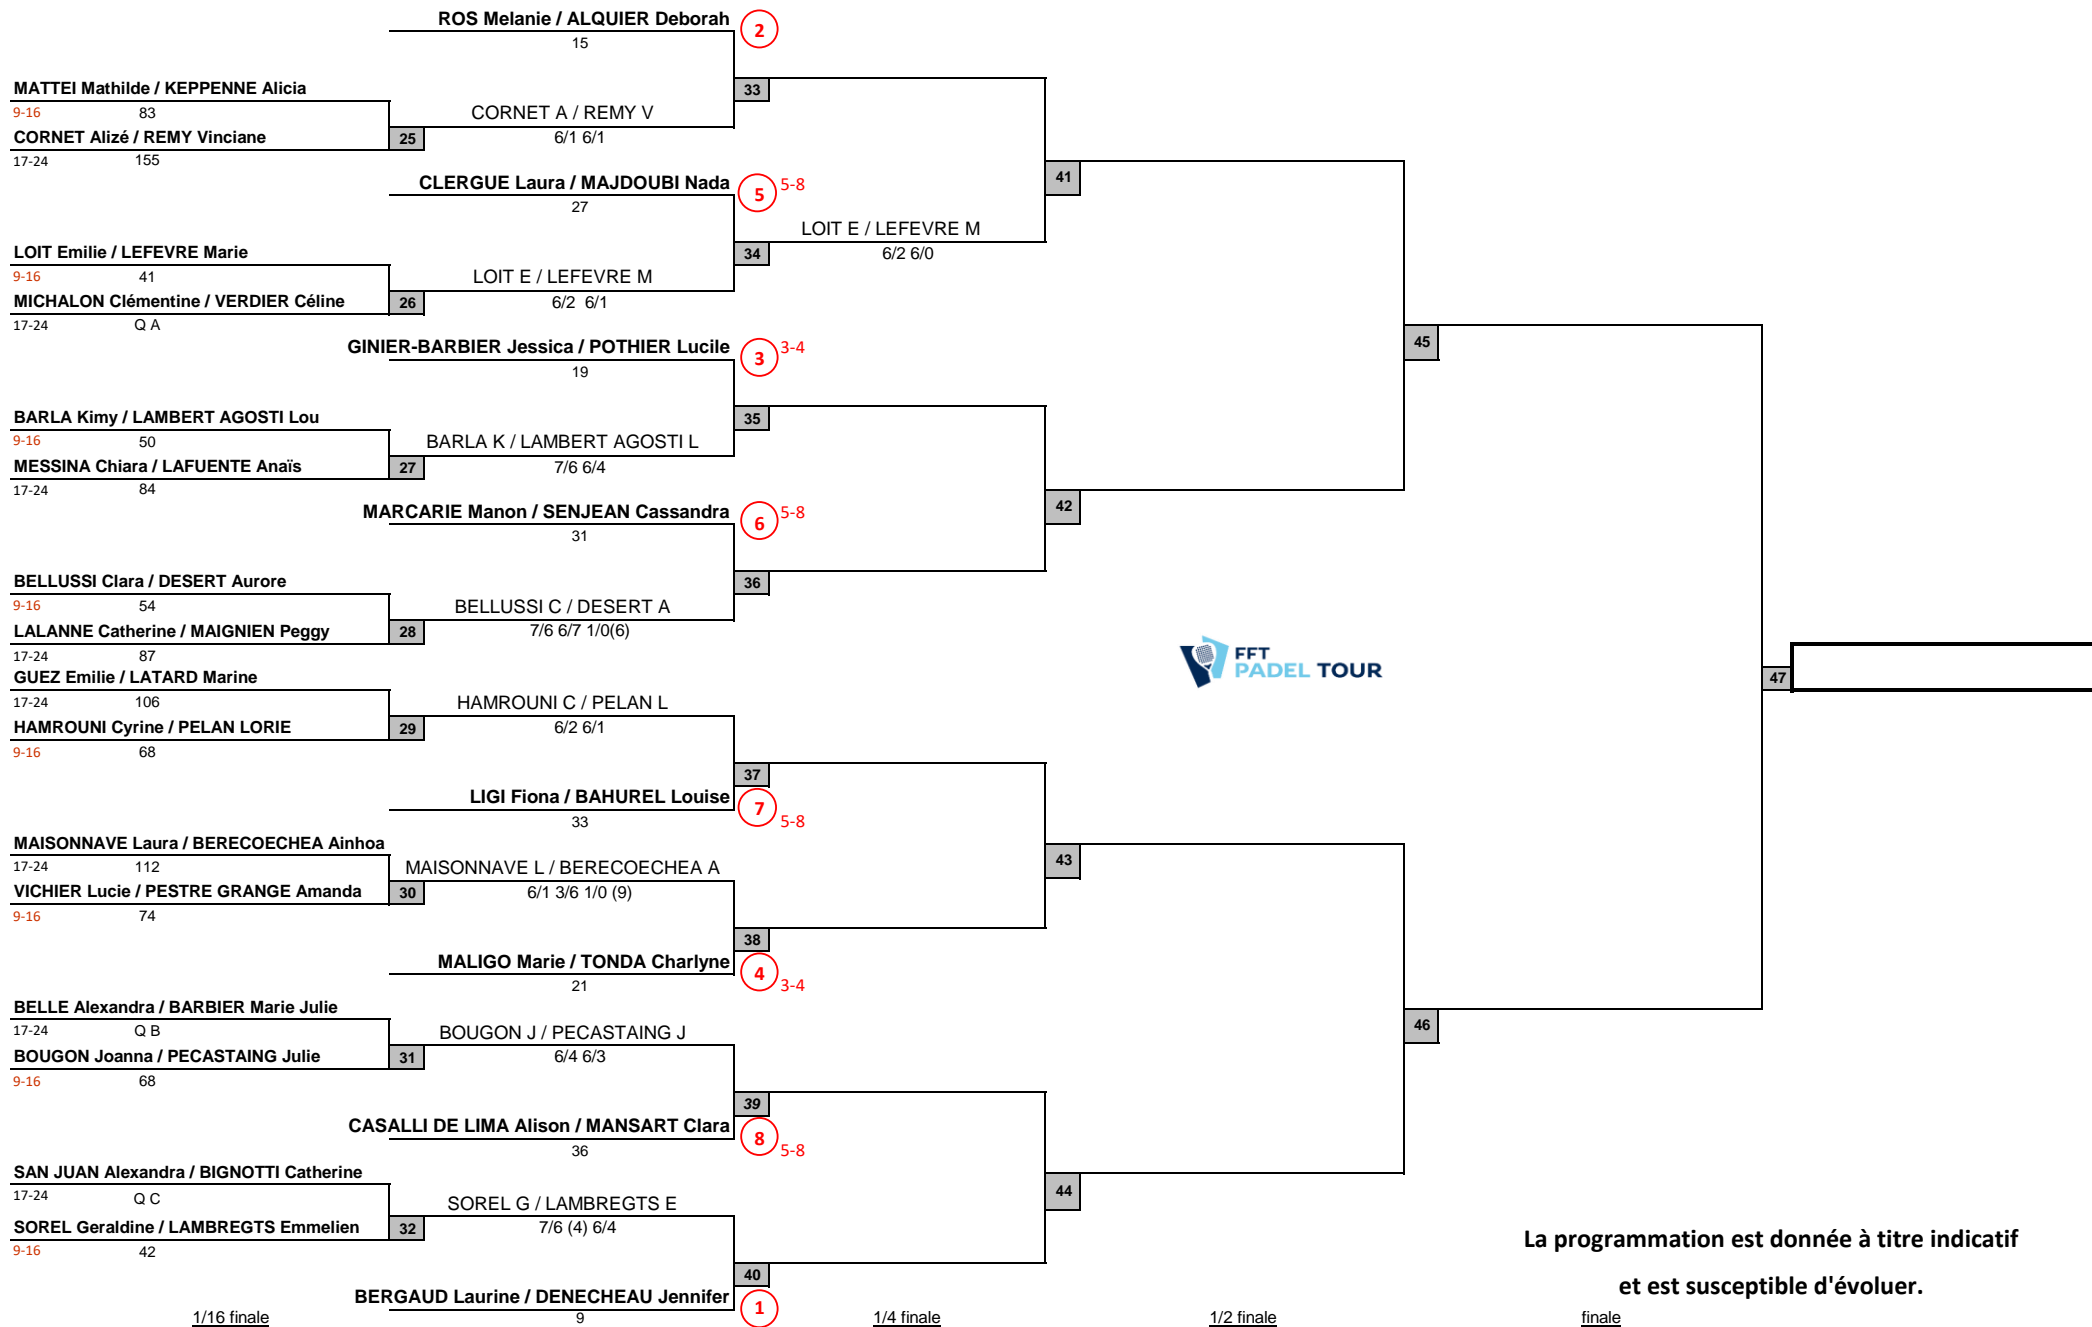 ROS Melanie / ALQUIER Deborah
2
15
MATTEI Mathilde / KEPPENNE Alicia
33
9-16 83
CORNET A / REMY V
CORNET Alizé / REMY Vinciane
25
6/1 6/1
17-24 155
CLERGUE Laura / MAJDOUBI Nada
5
5-8
41
27
LOIT E / LEFEVRE M
LOIT Emilie / LEFEVRE Marie
34
6/2 6/0
9-16 41
LOIT E / LEFEVRE M
MICHALON Clémentine / VERDIER Céline
26
6/2 6/1
17-24 Q A
GINIER-BARBIER Jessica / POTHIER Lucile
3
3-4
45
19
BARLA Kimy / LAMBERT AGOSTI Lou
35
9-16 50
BARLA K / LAMBERT AGOSTI L
MESSINA Chiara / LAFUENTE Anaïs
27
7/6 6/4
17-24 84
MARCARIE Manon / SENJEAN Cassandra
6
5-8
42
31
BELLUSSI Clara / DESERT Aurore
36
9-16 54
BELLUSSI C / DESERT A
LALANNE Catherine / MAIGNIEN Peggy
28
7/6 6/7 1/0(6)
17-24 87
FFT
PADEL TOUR
GUEZ Emilie / LATARD Marine
47
17-24 106
HAMROUNI C / PELAN L
HAMROUNI Cyrine / PELAN LORIE
29
6/2 6/1
9-16 68
37
LIGI Fiona / BAHUREL Louise
7
5-8
33
MAISONNAVE Laura / BERECOECHEA Ainhoa
43
17-24 112
MAISONNAVE L / BERECOECHEA A
VICHIER Lucie / PESTRE GRANGE Amanda
30
6/1 3/6 1/0 (9)
9-16 74
38
MALIGO Marie / TONDA Charlyne
4
3-4
21
BELLE Alexandra / BARBIER Marie Julie
46
17-24 Q B
BOUGON J / PECASTAING J
BOUGON Joanna / PECASTAING Julie
31
6/4 6/3
9-16 68
39
CASALLI DE LIMA Alison / MANSART Clara
8
5-8
36
SAN JUAN Alexandra / BIGNOTTI Catherine
44
17-24 Q C
SOREL G / LAMBREGTS E
SOREL Geraldine / LAMBREGTS Emmelien
32
7/6 (4) 6/4
9-16 42
La programmation est donnée à titre indicatif
et est susceptible d'évoluer.
40
BERGAUD Laurine / DENECHEAU Jennifer
1
9
1/16 finale
1/4 finale
1/2 finale
finale